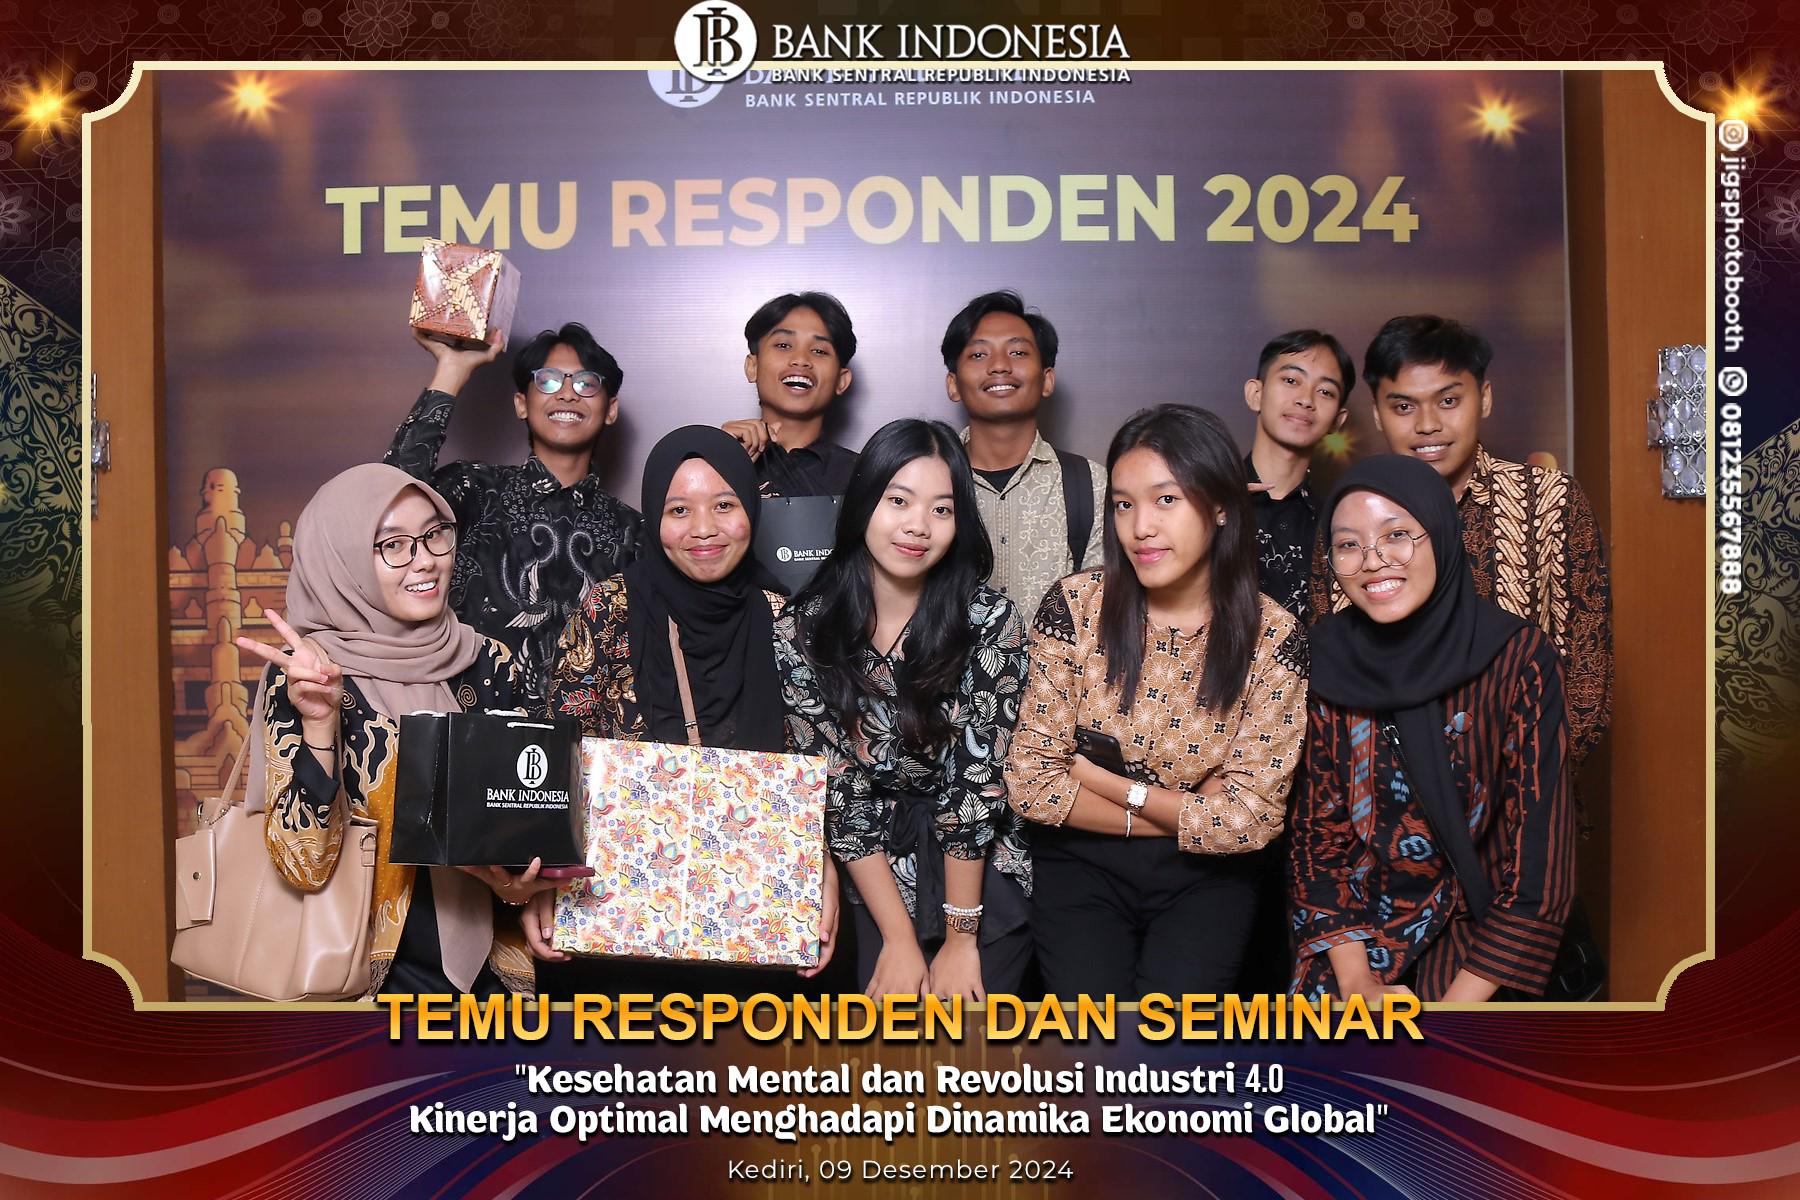 BANK INDONESIA
BANK SENTRAL REPUBLIK INDONESIA
BANK SENTRAL REPUBLIK INDONESIA
TEMU RESPONDEN 2024
jigsphotobooth 081235567888
BANK INDO
BANK INDONESIA
BANK SENTRAL REPUBLIK INDONESIA
TEMU RESPONDEN DAN SEMINAR
"Kesehatan Mental dan Revolusi Industri 4.0
Kinerja Optimal Menghadapi Dinamika Ekonomi Global"
Kediri, 09 Desember 2024